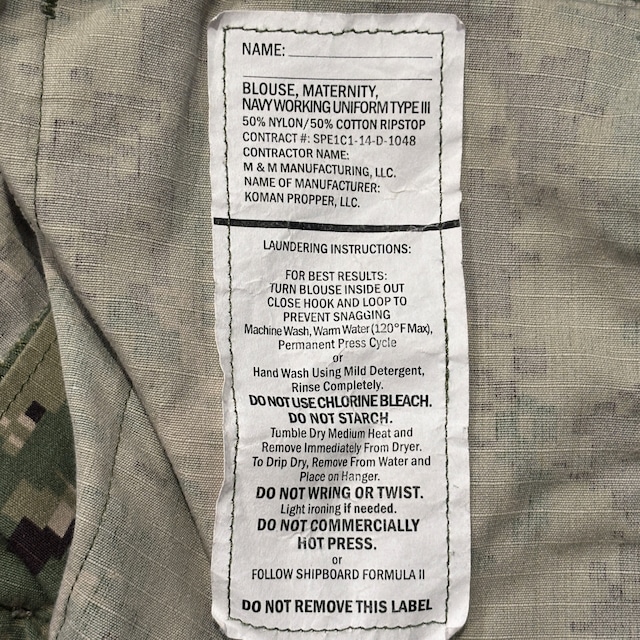 NAME:
BLOUSE, MATERNITY,
NAVY WORKING UNIFORM TYPE III
50% NYLON/50% COTTON RIPSTOP
CONTRACT #: SPE1C1-14-D-1048
CONTRACTOR NAME:
M & M MANUFACTURING, LLC.
NAME OF MANUFACTURER:
KOMAN PROPPER, LLC.
LAUNDERING INSTRUCTIONS:
FOR BEST RESULTS:
TURN BLOUSE INSIDE OUT
CLOSE HOOK AND LOOP TO
PREVENT SNAGGING
Machine Wash, Warm Water (120°F Max),
Permanent Press Cycle
or
Hand Wash Using Mild Detergent,
Rinse Completely.
DO NOT USE CHLORINE BLEACH.
DO NOT STARCH.
Tumble Dry Medium Heat and
Remove Immediately From Dryer.
To Drip Dry, Remove From Water and
Place on Hanger.
DO NOT WRING OR TWIST.
Light ironing if needed.
DO NOT COMMERCIALLY
HOT PRESS.
or
FOLLOW SHIPBOARD FORMULA II
DO NOT REMOVE THIS LABEL